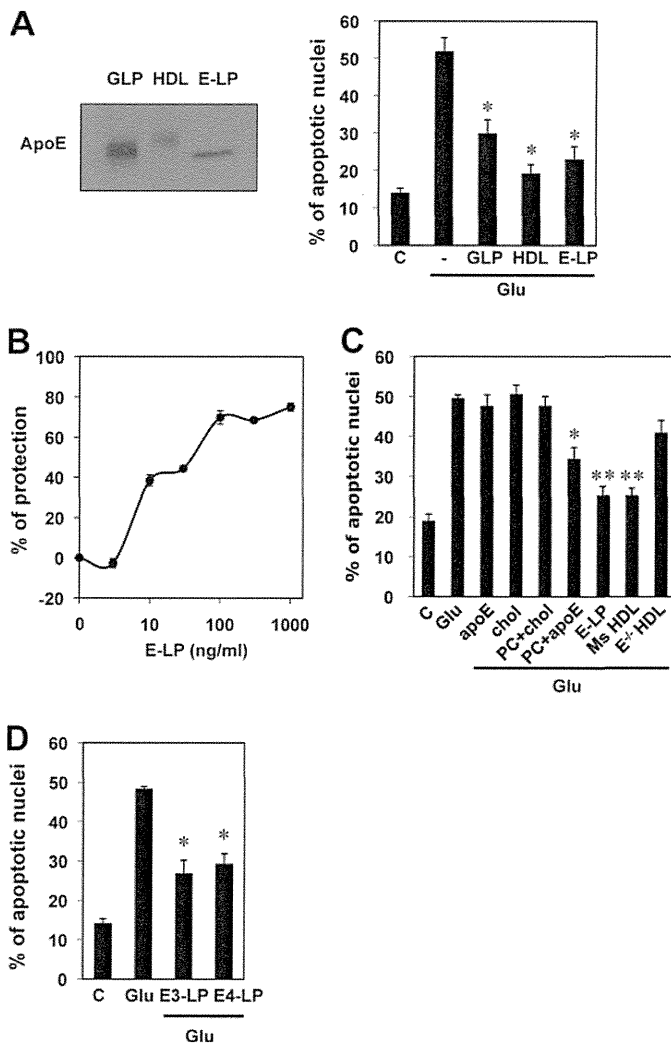 A
GLP HDL E-LP
ApoE
% of apoptotic nuclei
60
50
40
30
20
10
0
*
*
*
C
-
GLP
HDL
E-LP
Glu
B
% of protection
100
80
60
40
20
0
-20
0
10
100
1000
E-LP (ng/ml)
C
% of apoptotic nuclei
60
50
40
30
20
10
0
*
**
**
C
Glu
apoE
chol
PC+chol
PC+apoE
E-LP
Ms HDL
E-/- HDL
Glu
D
% of apoptotic nuclei
60
50
40
30
20
10
0
*
*
C
Glu
E3-LP
E4-LP
Glu